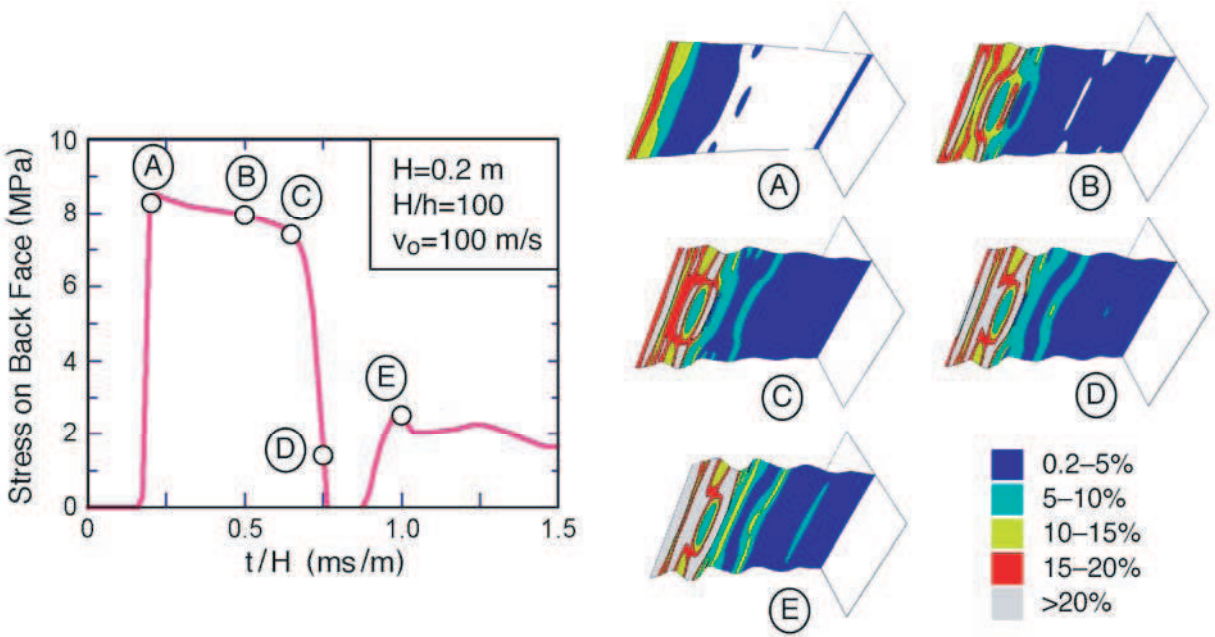 Stress on Back Face (MPa)
10
8
6
4
2
0
A
B
C
D
E
H=0.2 m
H/h=100
vo=100 m/s
0
0.5
1.0
1.5
t/H (ms/m)
A
B
C
D
E
0.2–5%
5–10%
10–15%
15–20%
>20%